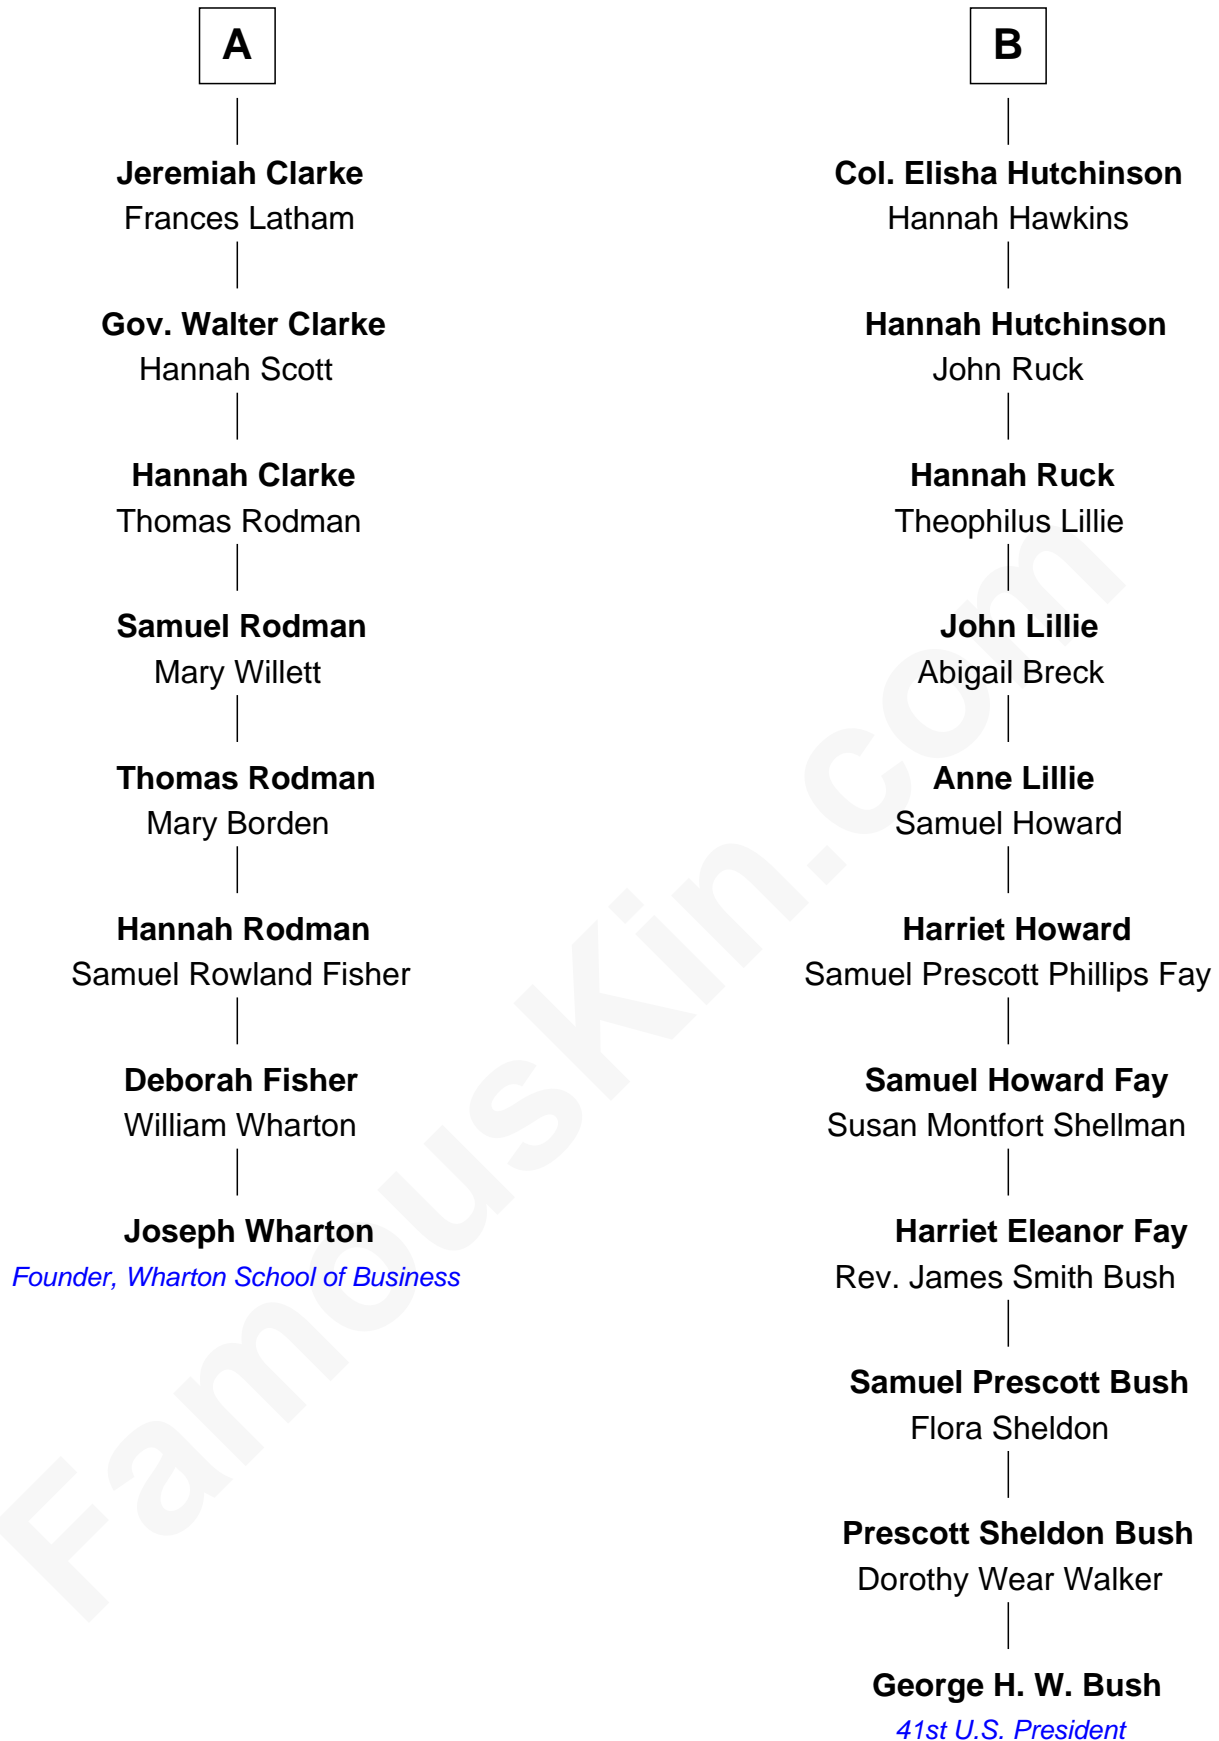 A
Jeremiah Clarke
Frances Latham
Gov. Walter Clarke
Hannah Scott
Hannah Clarke
Thomas Rodman
Samuel Rodman
Mary Willett
Thomas Rodman
Mary Borden
Hannah Rodman
Samuel Rowland Fisher
Deborah Fisher
William Wharton
Joseph Wharton
Founder, Wharton School of Business
B
Col. Elisha Hutchinson
Hannah Hawkins
Hannah Hutchinson
John Ruck
Hannah Ruck
Theophilus Lillie
John Lillie
Abigail Breck
Anne Lillie
Samuel Howard
Harriet Howard
Samuel Prescott Phillips Fay
Samuel Howard Fay
Susan Montfort Shellman
Harriet Eleanor Fay
Rev. James Smith Bush
Samuel Prescott Bush
Flora Sheldon
Prescott Sheldon Bush
Dorothy Wear Walker
George H. W. Bush
41st U.S. President
FamousKin.com